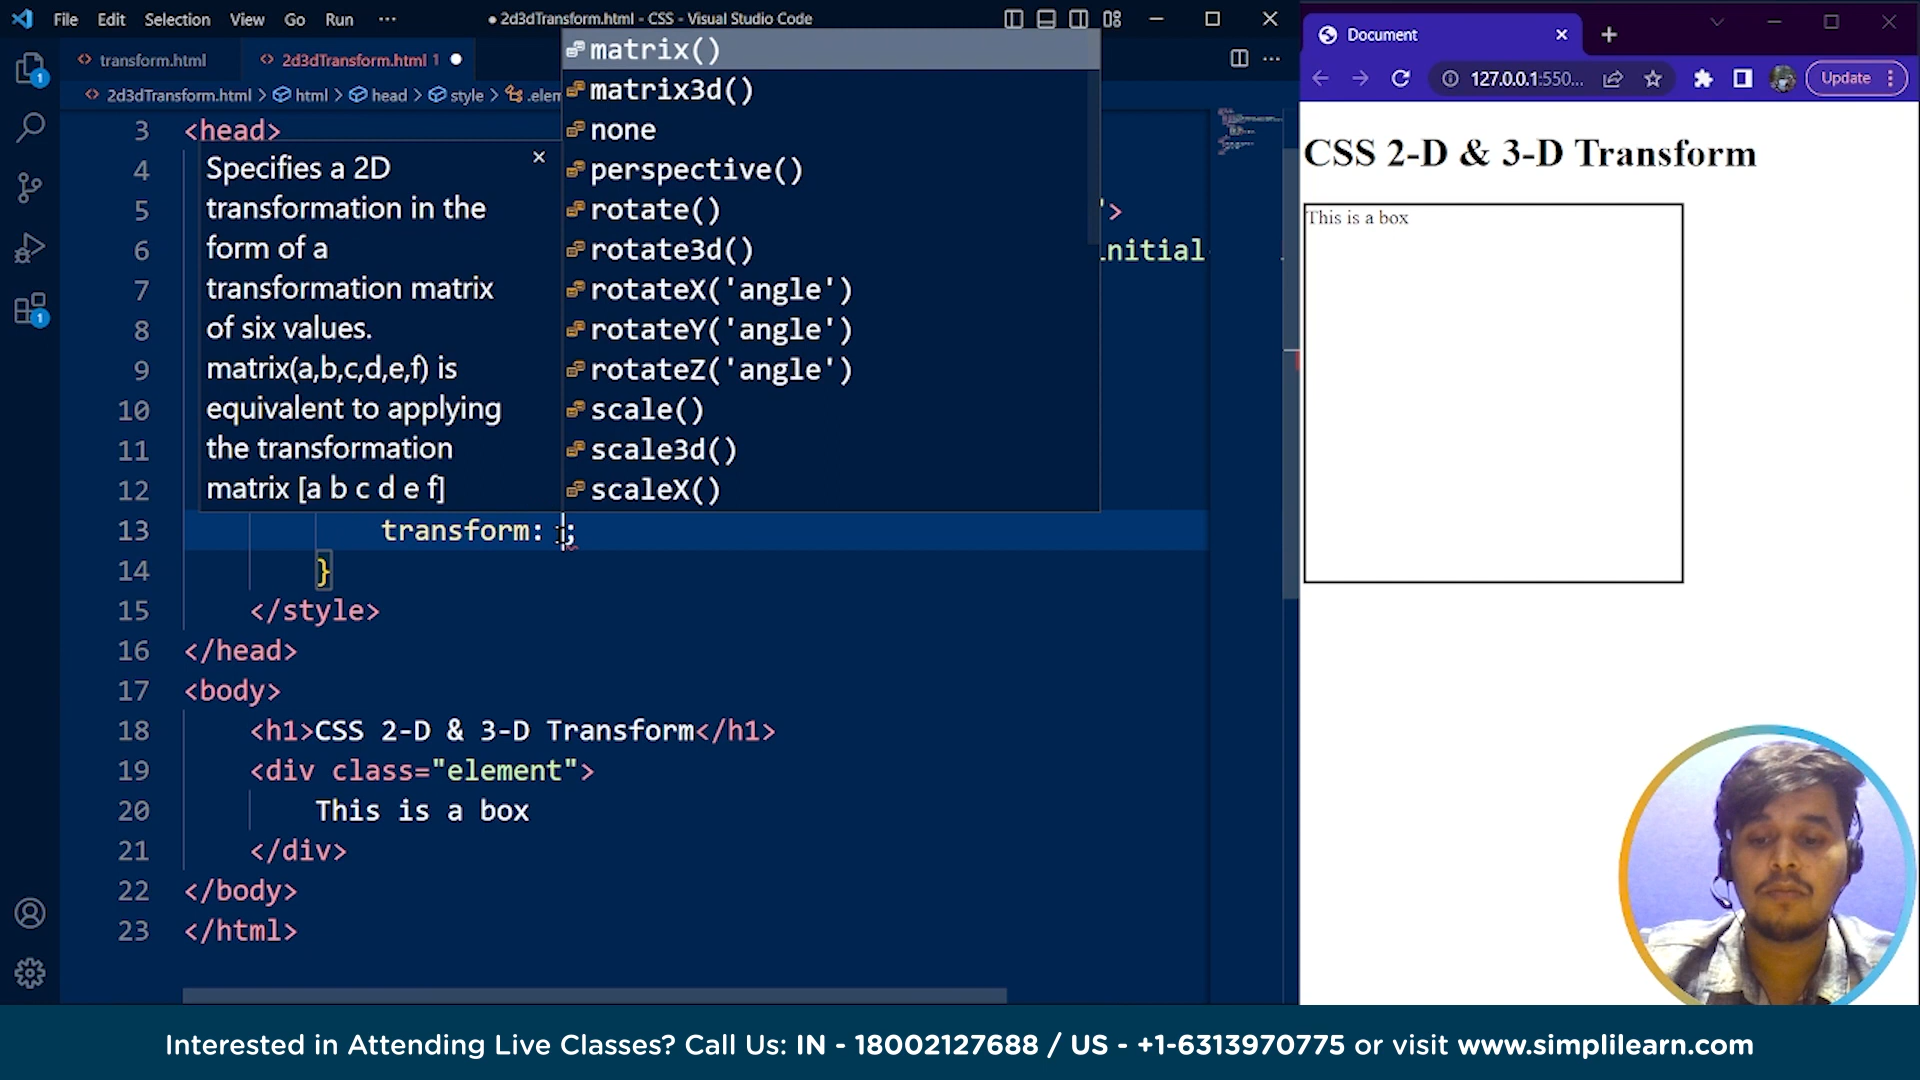 File Edit Selection View Go Run ··· ● 2d3dTransform.html - CSS - Visual Studio Code
transform.html 2d3dTransform.html 1
2d3dTransform.html > html > head > style > .elem
3 <head>
4
5 ">
6 initial-
7
8
9
10
11
12
Specifies a 2D
transformation in the
form of a
transformation matrix
of six values.
matrix(a,b,c,d,e,f) is
equivalent to applying
the transformation
matrix [a b c d e f]
matrix()
matrix3d()
none
perspective()
rotate()
rotate3d()
rotateX('angle')
rotateY('angle')
rotateZ('angle')
scale()
scale3d()
scaleX()
13 transform: ;
14 }
15 </style>
16 </head>
17 <body>
18 <h1>CSS 2-D & 3-D Transform</h1>
19 <div class="element">
20 This is a box
21 </div>
22 </body>
23 </html>
1
1
Document
127.0.0.1:550... Update
CSS 2-D & 3-D Transform
This is a box
Interested in Attending Live Classes? Call Us: IN - 18002127688 / US - +1-6313970775 or visit www.simplilearn.com